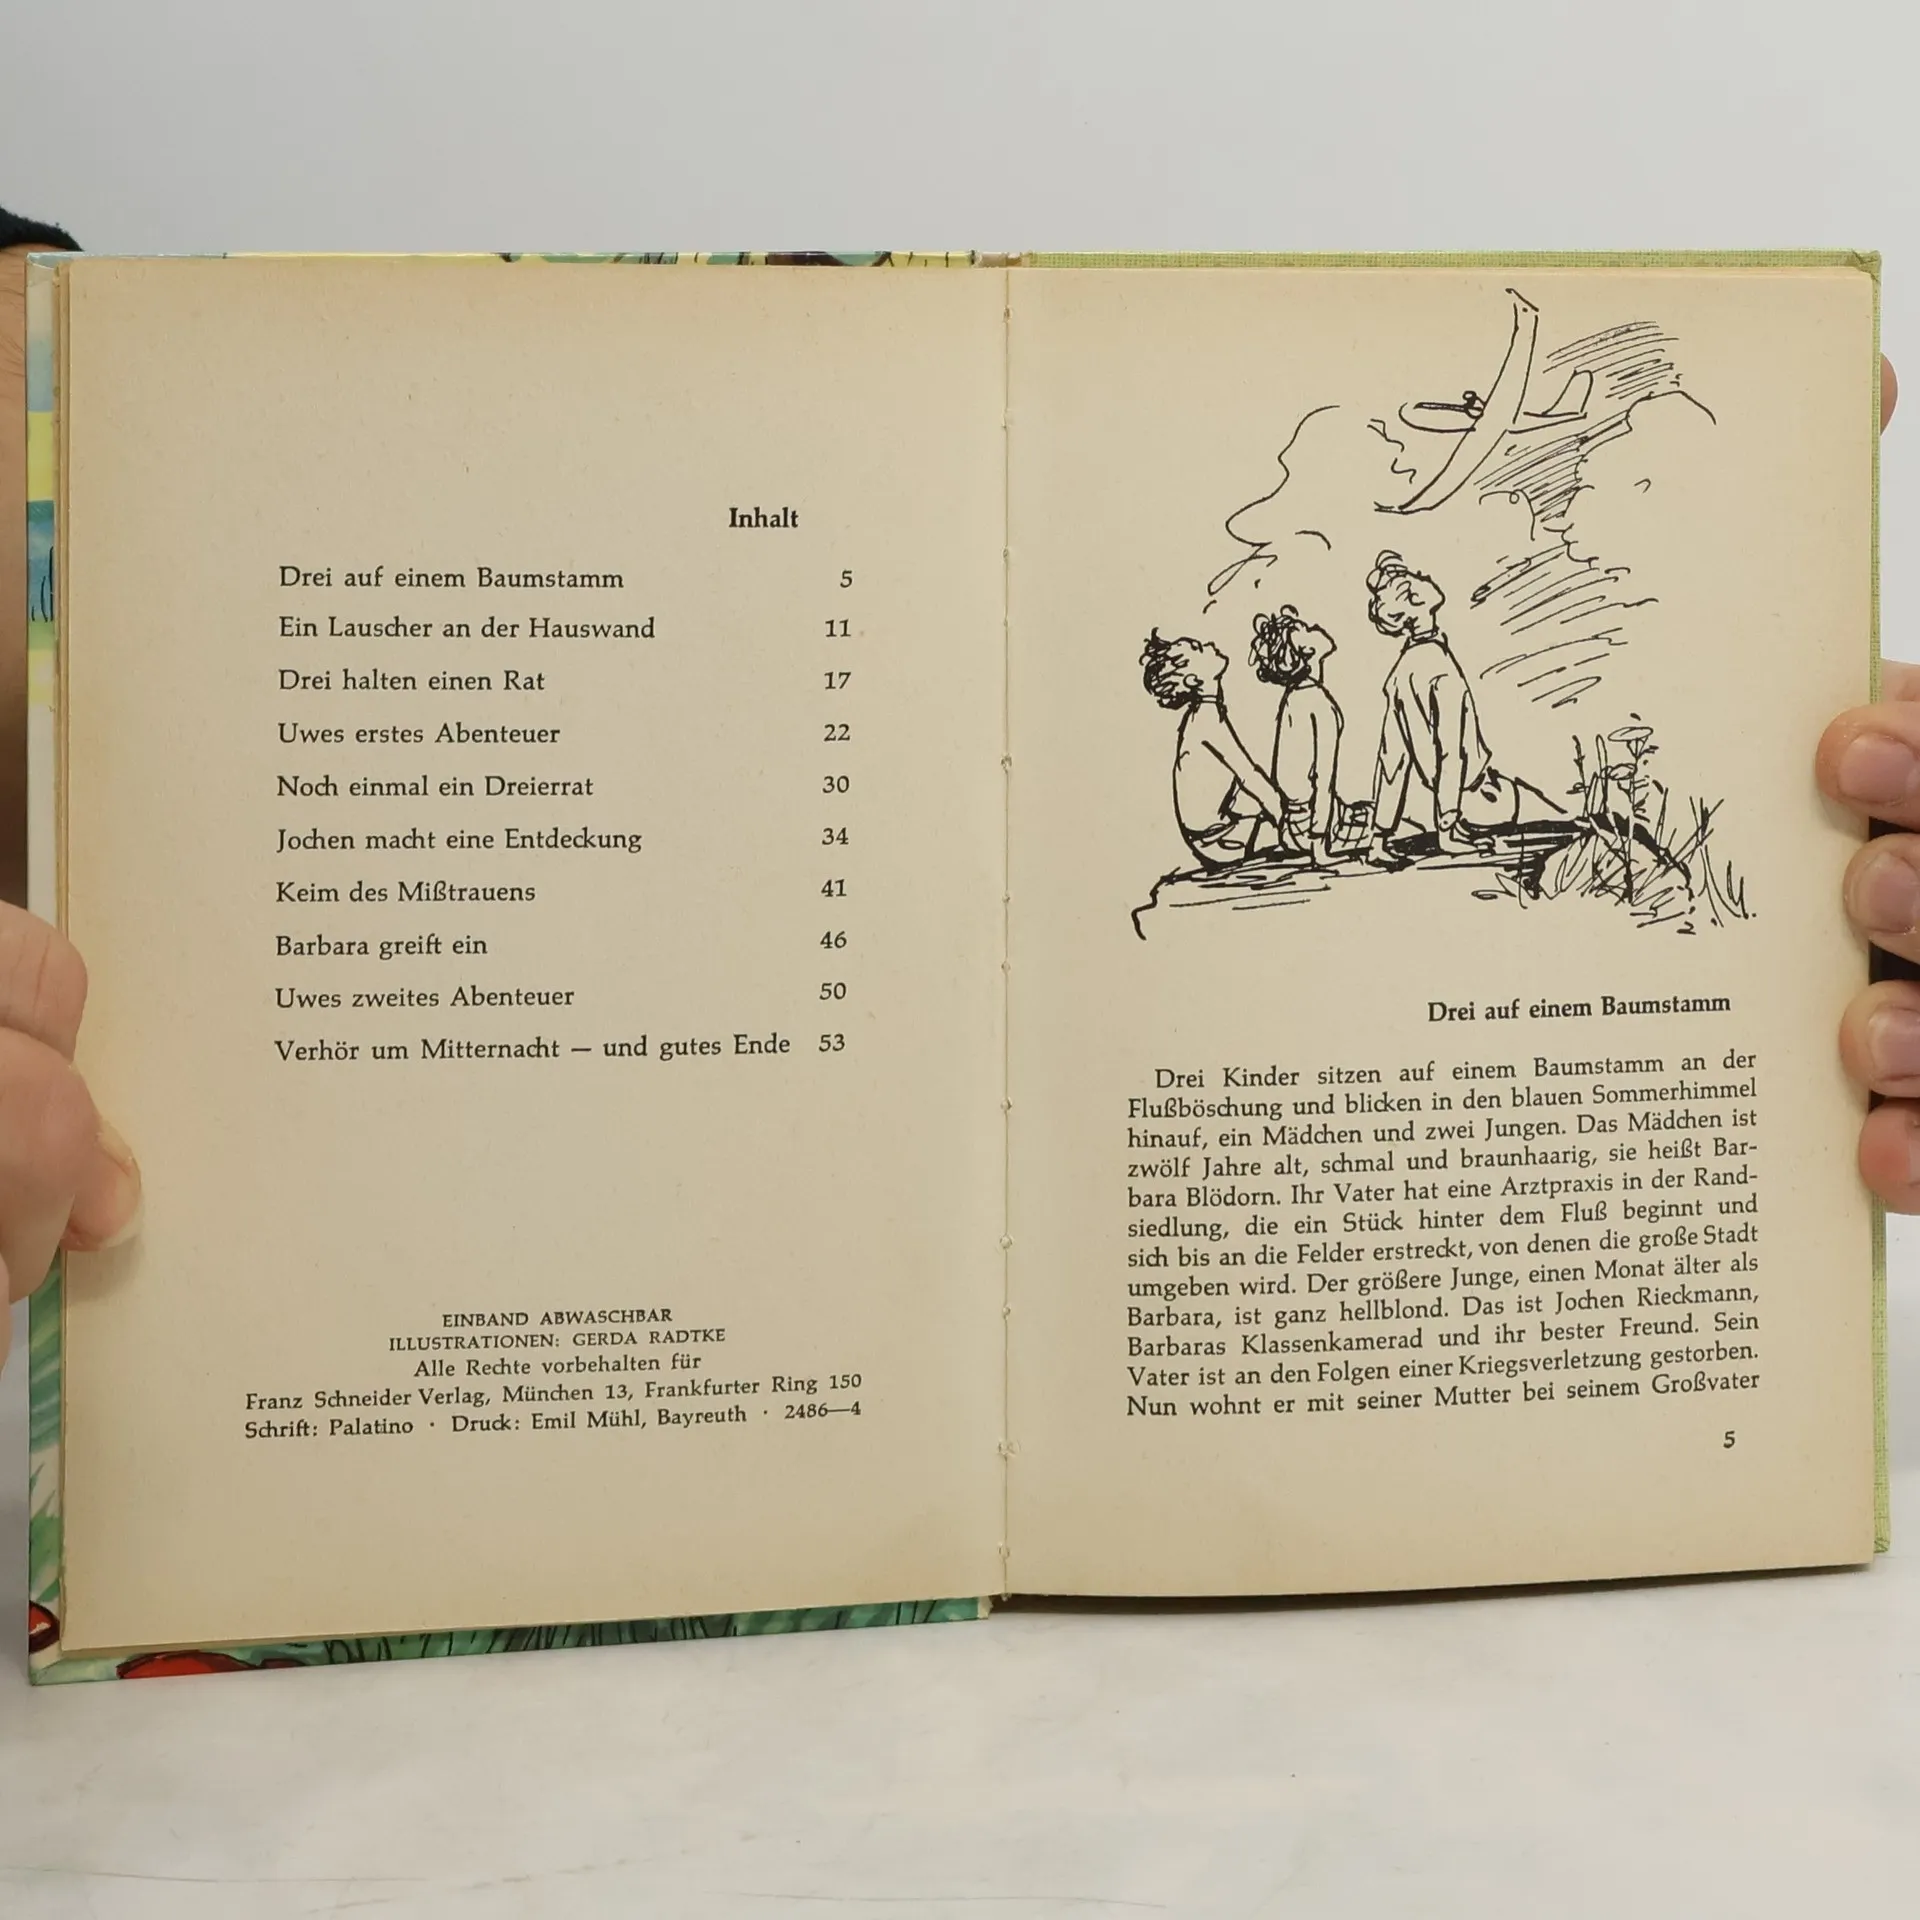 Inhalt
Drei auf einem Baumstamm 5
Ein Lauscher an der Hauswand 11
Drei halten einen Rat 17
Uwes erstes Abenteuer 22
Noch einmal ein Dreierrat 30
Jochen macht eine Entdeckung 34
Keim des Mißtrauens 41
Barbara greift ein 46
Uwes zweites Abenteuer 50
Verhör um Mitternacht — und gutes Ende 53
EINBAND ABWASCHBAR
ILLUSTRATIONEN: GERDA RADTKE
Alle Rechte vorbehalten für
Franz Schneider Verlag, München 13, Frankfurter Ring 150
Schrift: Palatino · Druck: Emil Mühl, Bayreuth · 2486—4
Drei auf einem Baumstamm
Drei Kinder sitzen auf einem Baumstamm an der
Flußböschung und blicken in den blauen Sommerhimmel
hinauf, ein Mädchen und zwei Jungen. Das Mädchen ist
zwölf Jahre alt, schmal und braunhaarig, sie heißt Bar-
bara Blödorn. Ihr Vater hat eine Arztpraxis in der Rand-
siedlung, die ein Stück hinter dem Fluß beginnt und
sich bis an die Felder erstreckt, von denen die große Stadt
umgeben wird. Der größere Junge, einen Monat älter als
Barbara, ist ganz hellblond. Das ist Jochen Rieckmann,
Barbaras Klassenkamerad und ihr bester Freund. Sein
Vater ist an den Folgen einer Kriegsverletzung gestorben.
Nun wohnt er mit seiner Mutter bei seinem Großvater
5